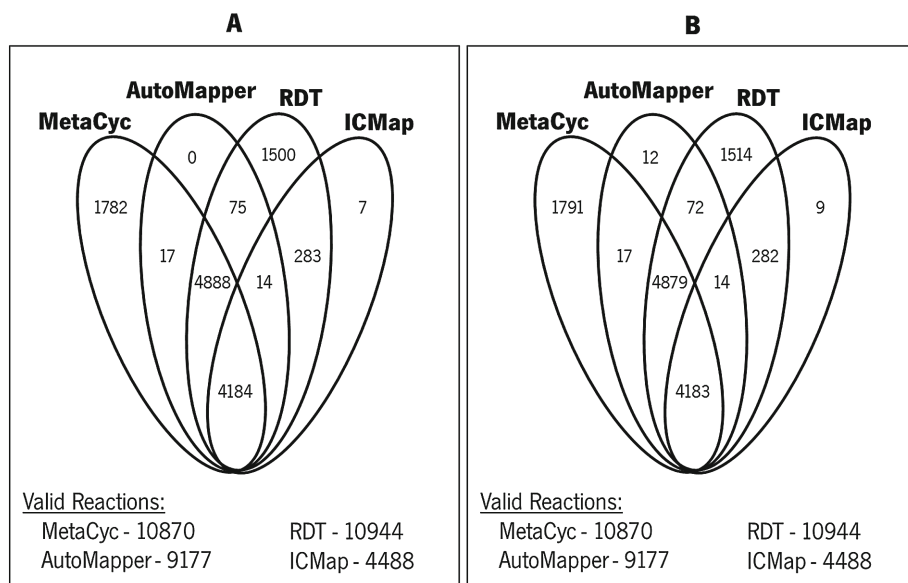 A
AutoMapper
RDT
MetaCyc
ICMap
0
1500
1782
75
7
17
283
4888
14
4184
Valid Reactions:
MetaCyc - 10870
RDT - 10944
AutoMapper - 9177
ICMap - 4488
B
AutoMapper
RDT
MetaCyc
ICMap
12
1514
1791
72
9
17
282
4879
14
4183
Valid Reactions:
MetaCyc - 10870
RDT - 10944
AutoMapper - 9177
ICMap - 4488